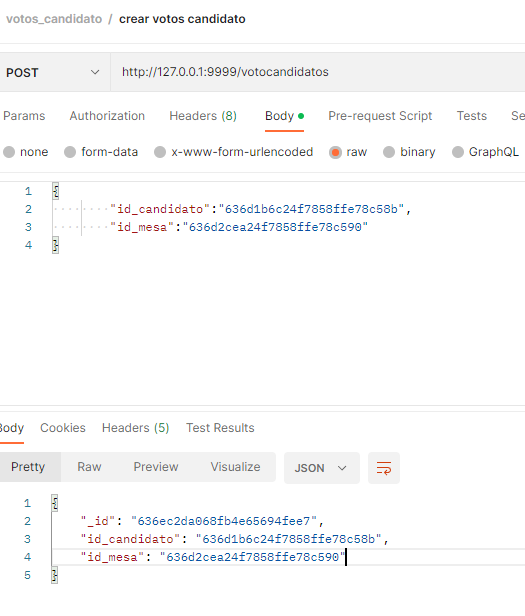 votos_candidato / crear votos candidato
POST http://127.0.0.1:9999/votocandidatos
Params Authorization Headers (8) Body Pre-request Script Tests Se
none form-data x-www-form-urlencoded raw binary GraphQL
1 {
2 "id_candidato":"636d1b6c24f7858ffe78c58b",
3 "id_mesa":"636d2cea24f7858ffe78c590"
4 }
Body Cookies Headers (5) Test Results
Pretty Raw Preview Visualize JSON
1 {
2 "_id": "636ec2da068fb4e65694fee7",
3 "id_candidato": "636d1b6c24f7858ffe78c58b",
4 "id_mesa": "636d2cea24f7858ffe78c590"
5 }